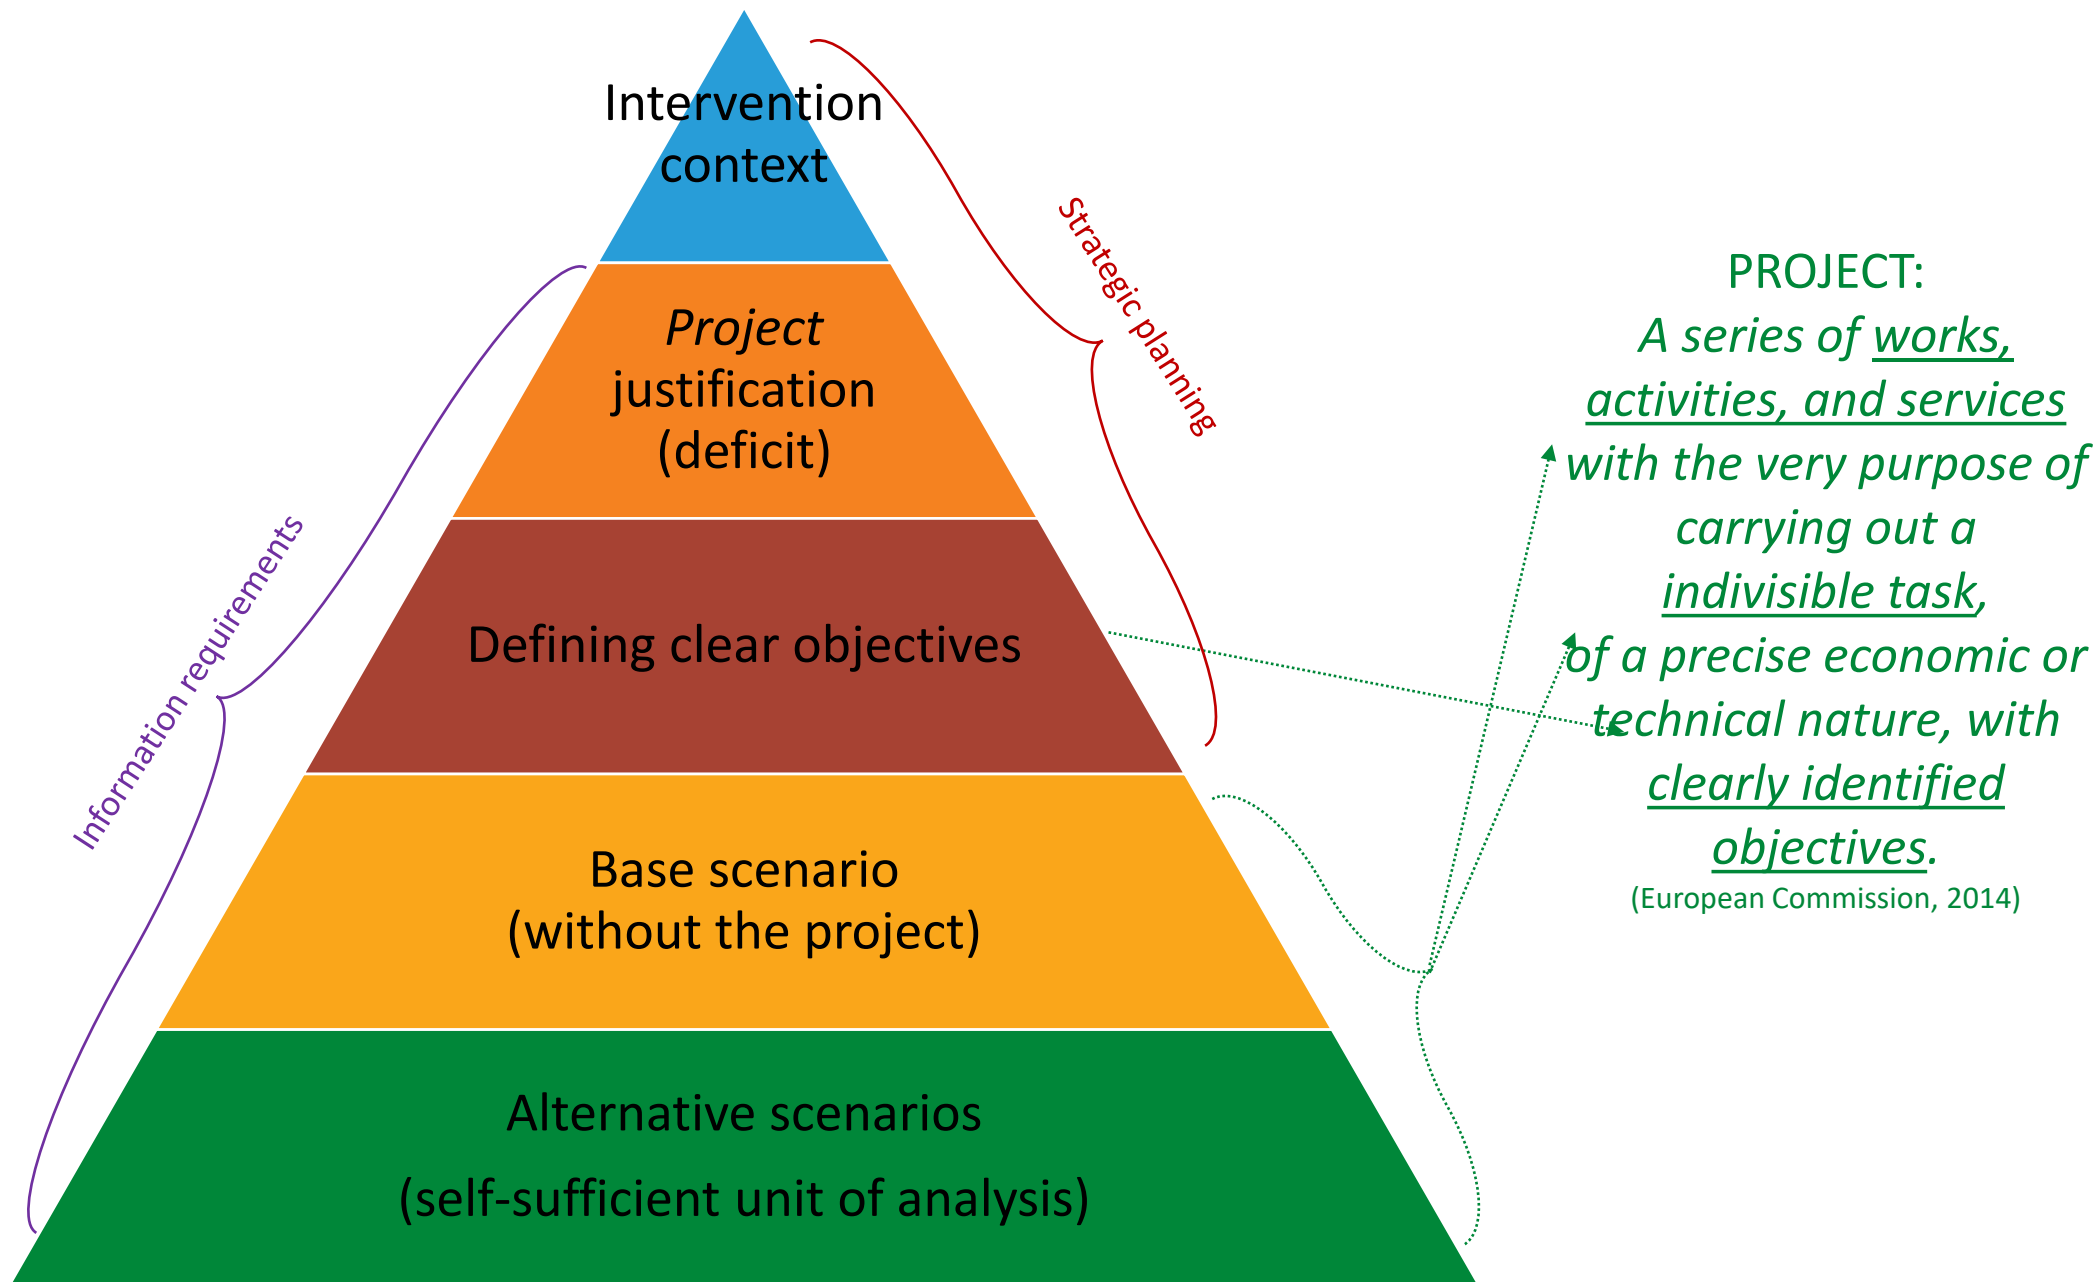 Intervention
context
Project
justification
(deficit)
Defining clear objectives
Base scenario
(without the project)
Alternative scenarios
(self-sufficient unit of analysis)
Information requirements
Strategic planning
PROJECT:
A series of works,
activities, and services
with the very purpose of
carrying out a
indivisible task,
of a precise economic or
technical nature, with
clearly identified
objectives.
(European Commission, 2014)